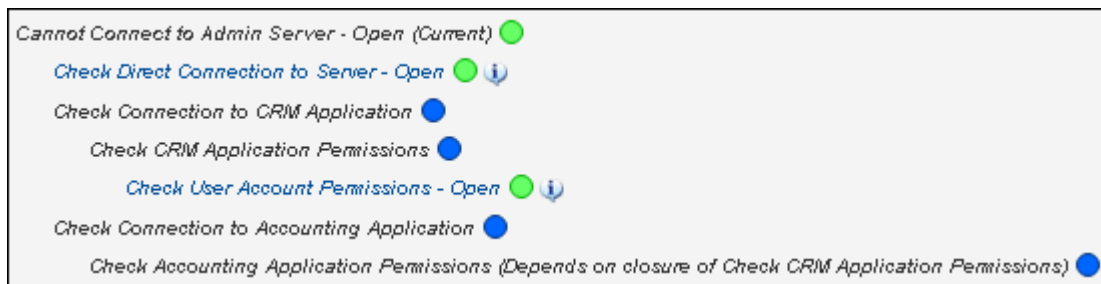 Cannot Connect to Admin Server - Open (Current)
Check Direct Connection to Server - Open
Check Connection to CRM Application
Check CRM Application Permissions
Check User Account Permissions - Open
Check Connection to Accounting Application
Check Accounting Application Permissions (Depends on closure of Check CRM Application Permissions)